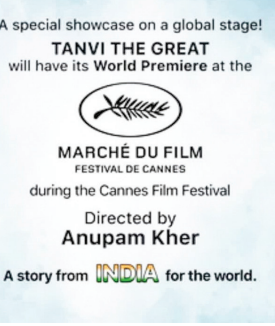 A special showcase on a global stage!
TANVI THE GREAT
will have its World Premiere at the
MARCHÉ DU FILM
FESTIVAL DE CANNES
during the Cannes Film Festival
Directed by
Anupam Kher
A story from INDIA for the world.